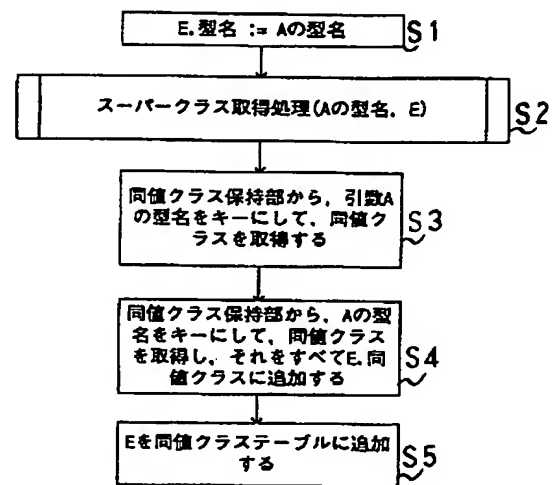 E.型名 := Aの型名
S1
スーパークラス取得処理(Aの型名, E)
S2
同値クラス保持部から, 引数A
の型名をキーにして, 同値ク
ラスを取得する
S3
同値クラス保持部から, Aの型
名をキーにして, 同値クラス
を取得し, それをすべてE.同
値クラスに追加する
S4
Eを同値クラステーブルに追加
する
S5